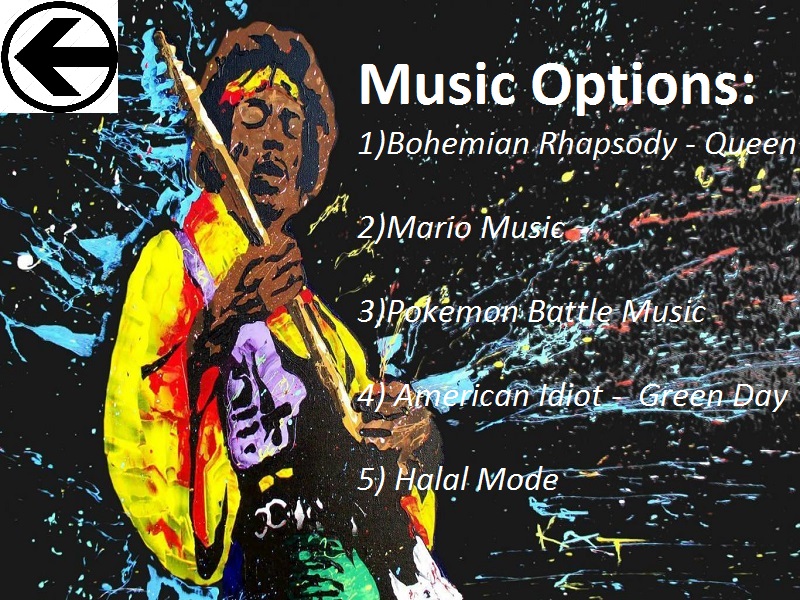 Music Options:
1)Bohemian Rhapsody - Queen
2)Mario Music
3)Pokemon Battle Music
4) American Idiot - Green Day
5) Halal Mode